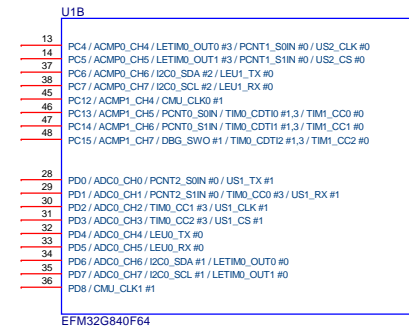 U1B
13 PC4 / ACMP0_CH4 / LETIM0_OUT0 #3 / PCNT1_S0IN #0 / US2_CLK #0
14 PC5 / ACMP0_CH5 / LETIM0_OUT1 #3 / PCNT1_S1IN #0 / US2_CS #0
37 PC6 / ACMP0_CH6 / I2C0_SDA #2 / LEU1_TX #0
38 PC7 / ACMP0_CH7 / I2C0_SCL #2 / LEU1_RX #0
45 PC12 / ACMP1_CH4 / CMU_CLK0 #1
46 PC13 / ACMP1_CH5 / PCNT0_S0IN / TIM0_CDTI0 #1,3 / TIM1_CC0 #0
47 PC14 / ACMP1_CH6 / PCNT0_S1IN / TIM0_CDTI1 #1,3 / TIM1_CC1 #0
48 PC15 / ACMP1_CH7 / DBG_SWO #1 / TIM0_CDTI2 #1,3 / TIM1_CC2 #0
28 PD0 / ADC0_CH0 / PCNT2_S0IN #0 / US1_TX #1
29 PD1 / ADC0_CH1 / PCNT2_S1IN #0 / TIM0_CC0 #3 / US1_RX #1
30 PD2 / ADC0_CH2 / TIM0_CC1 #3 / US1_CLK #1
31 PD3 / ADC0_CH3 / TIM0_CC2 #3 / US1_CS #1
32 PD4 / ADC0_CH4 / LEU0_TX #0
33 PD5 / ADC0_CH5 / LEU0_RX #0
34 PD6 / ADC0_CH6 / I2C0_SDA #1 / LETIM0_OUT0 #0
35 PD7 / ADC0_CH7 / I2C0_SCL #1 / LETIM0_OUT1 #0
36 PD8 / CMU_CLK1 #1
EFM32G840F64